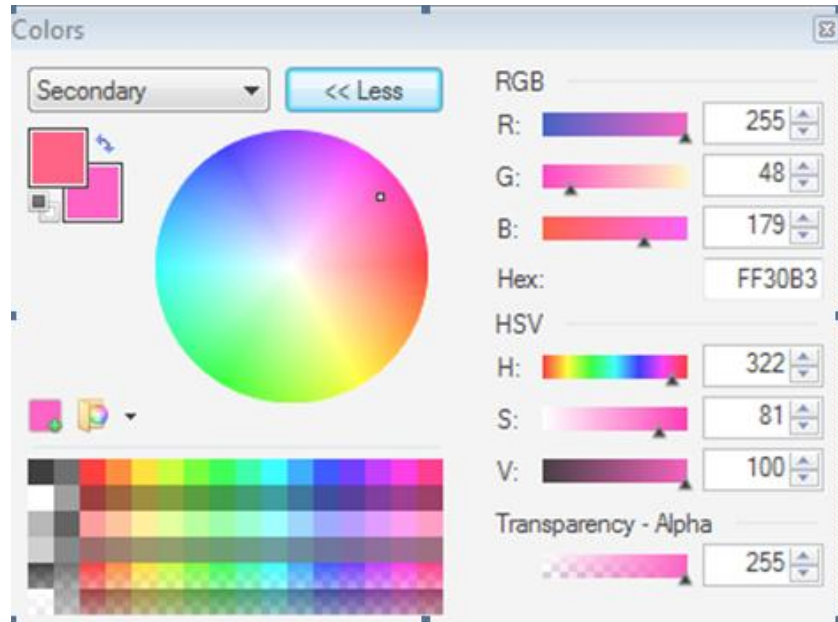 Colors
Secondary
<< Less
RGB
R: 255
G: 48
B: 179
Hex: FF30B3
HSV
H: 322
S: 81
V: 100
Transparency - Alpha
255